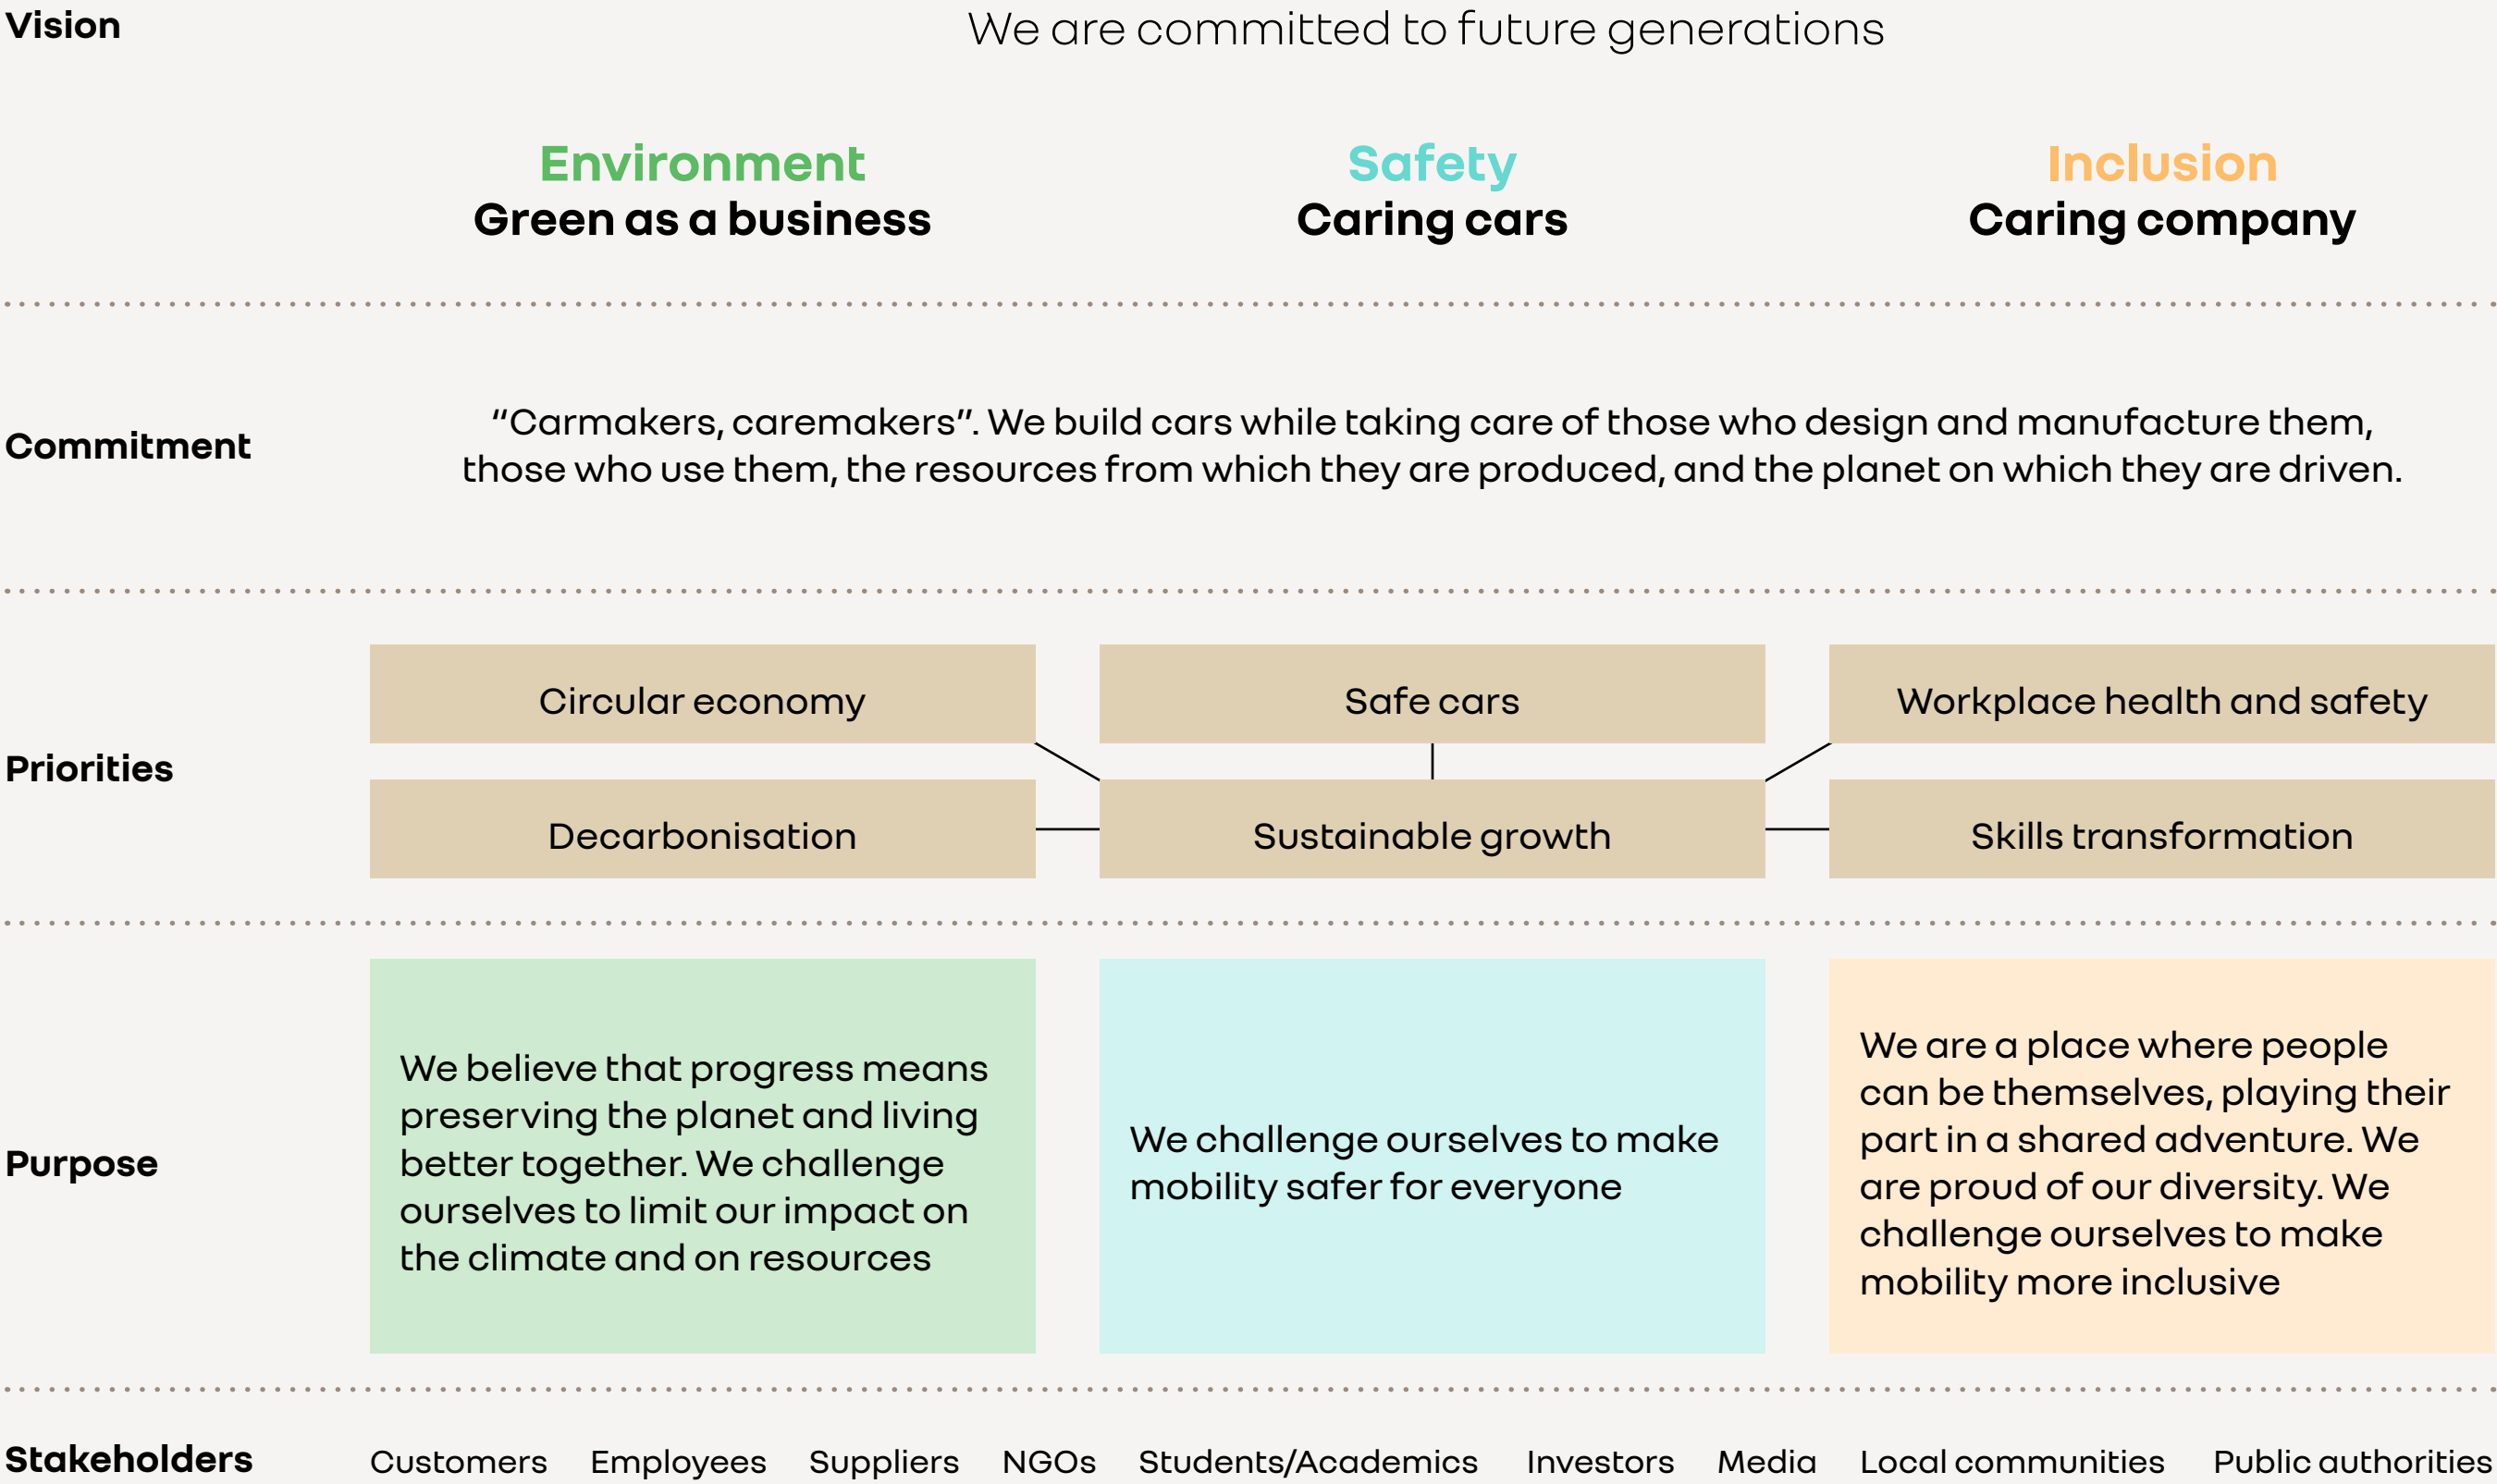 Vision
We are committed to future generations
Environment
Green as a business
Safety
Caring cars
Inclusion
Caring company
Commitment
“Carmakers, caremakers”. We build cars while taking care of those who design and manufacture them,
those who use them, the resources from which they are produced, and the planet on which they are driven.
Priorities
Circular economy
Safe cars
Workplace health and safety
Decarbonisation
Sustainable growth
Skills transformation
Purpose
We believe that progress means
preserving the planet and living
better together. We challenge
ourselves to limit our impact on
the climate and on resources
We challenge ourselves to make
mobility safer for everyone
We are a place where people
can be themselves, playing their
part in a shared adventure. We
are proud of our diversity. We
challenge ourselves to make
mobility more inclusive
Stakeholders
Customers Employees Suppliers NGOs Students/Academics Investors Media Local communities Public authorities